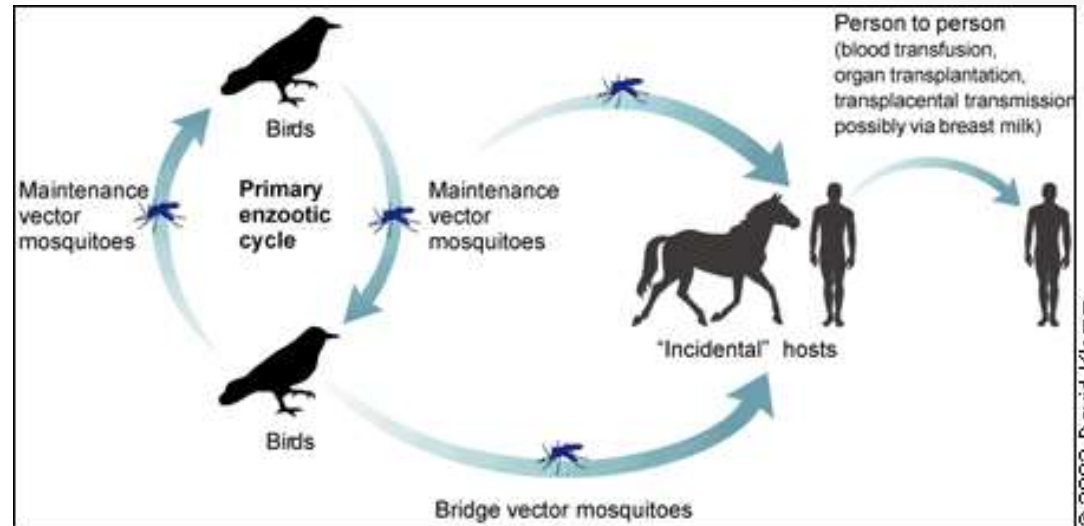 Person to person
(blood transfusion,
organ transplantation,
transplacental transmission
possibly via breast milk)
Birds
Maintenance
vector
mosquitoes
Primary
enzootic
cycle
Maintenance
vector
mosquitoes
"Incidental" hosts
Birds
Bridge vector mosquitoes